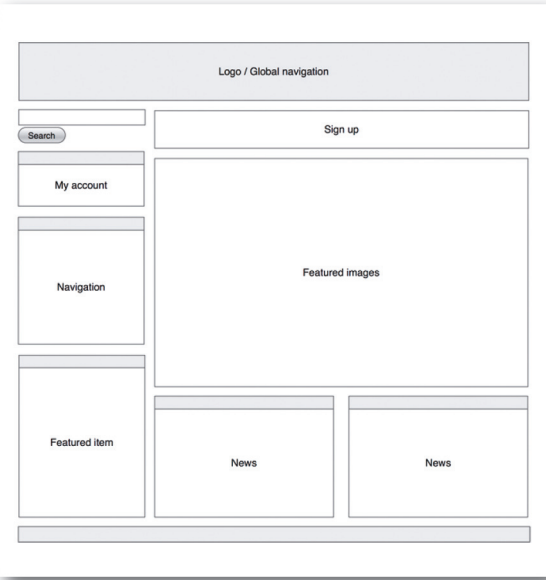 Logo / Global navigation
Search
Sign up
My account
Featured images
Navigation
Featured item
News
News